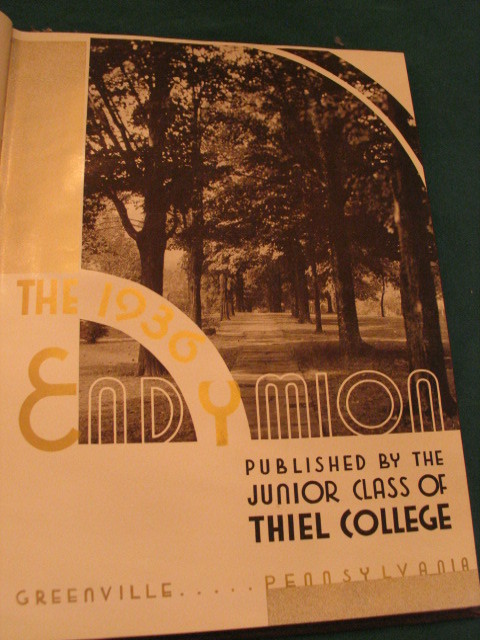 THE 1936
ENDYMION
PUBLISHED BY THE
JUNIOR CLASS OF
THIEL COLLEGE
GREENVILLE.....PENNSYLVANIA